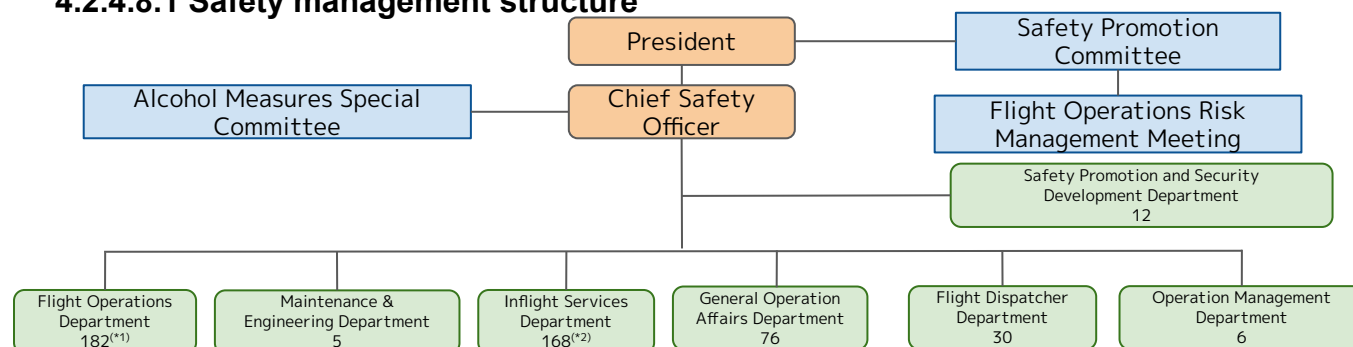 4.2.4.8.1 Safety management structure
President
Safety Promotion
Committee
Alcohol Measures Special
Committee
Chief Safety
Officer
Flight Operations Risk
Management Meeting
Safety Promotion and Security
Development Department
12
Flight Operations
Department
182(*1)
Maintenance &
Engineering Department
5
Inflight Services
Department
168(*2)
General Operation
Affairs Department
76
Flight Dispatcher
Department
30
Operation Management
Department
6